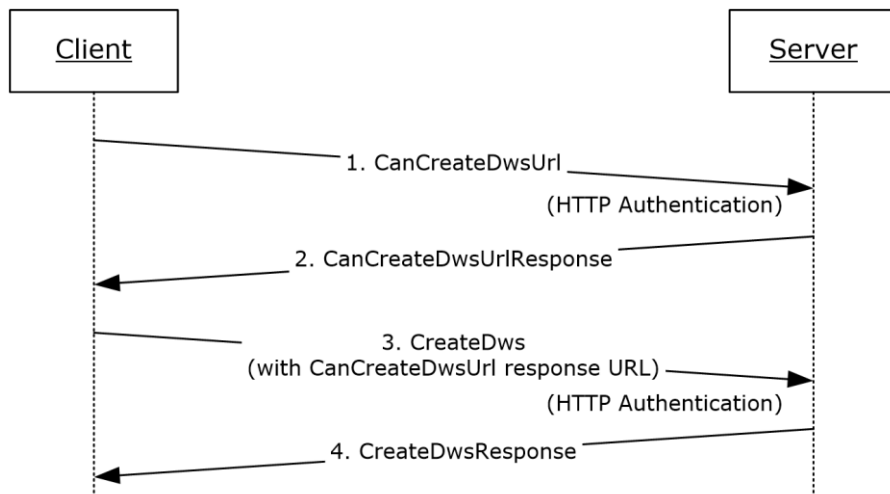 Client
Server
1. CanCreateDwsUrl
(HTTP Authentication)
2. CanCreateDwsUrlResponse
3. CreateDws
(with CanCreateDwsUrl response URL)
(HTTP Authentication)
4. CreateDwsResponse